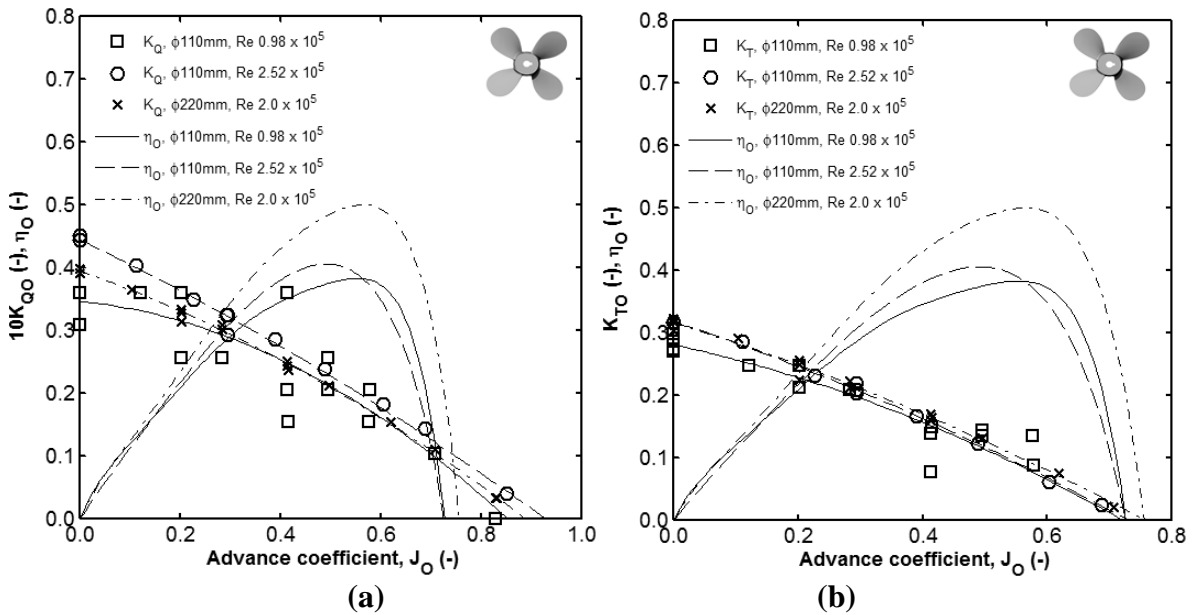 K_Q, ϕ110mm, Re 0.98 x 10^5
K_Q, ϕ110mm, Re 2.52 x 10^5
K_Q, ϕ220mm, Re 2.0 x 10^5
η_O, ϕ110mm, Re 0.98 x 10^5
η_O, ϕ110mm, Re 2.52 x 10^5
η_O, ϕ220mm, Re 2.0 x 10^5
0.8
0.7
0.6
0.5
0.4
0.3
0.2
0.1
0.0
10K_QO (-), η_O (-)
0.0 0.2 0.4 0.6 0.8 1.0
Advance coefficient, J_O (-)
(a)
K_T, ϕ110mm, Re 0.98 x 10^5
K_T, ϕ110mm, Re 2.52 x 10^5
K_T, ϕ220mm, Re 2.0 x 10^5
η_O, ϕ110mm, Re 0.98 x 10^5
η_O, ϕ110mm, Re 2.52 x 10^5
η_O, ϕ220mm, Re 2.0 x 10^5
0.8
0.7
0.6
0.5
0.4
0.3
0.2
0.1
0.0
K_TO (-), η_O (-)
0.0 0.2 0.4 0.6 0.8
Advance coefficient, J_O (-)
(b)